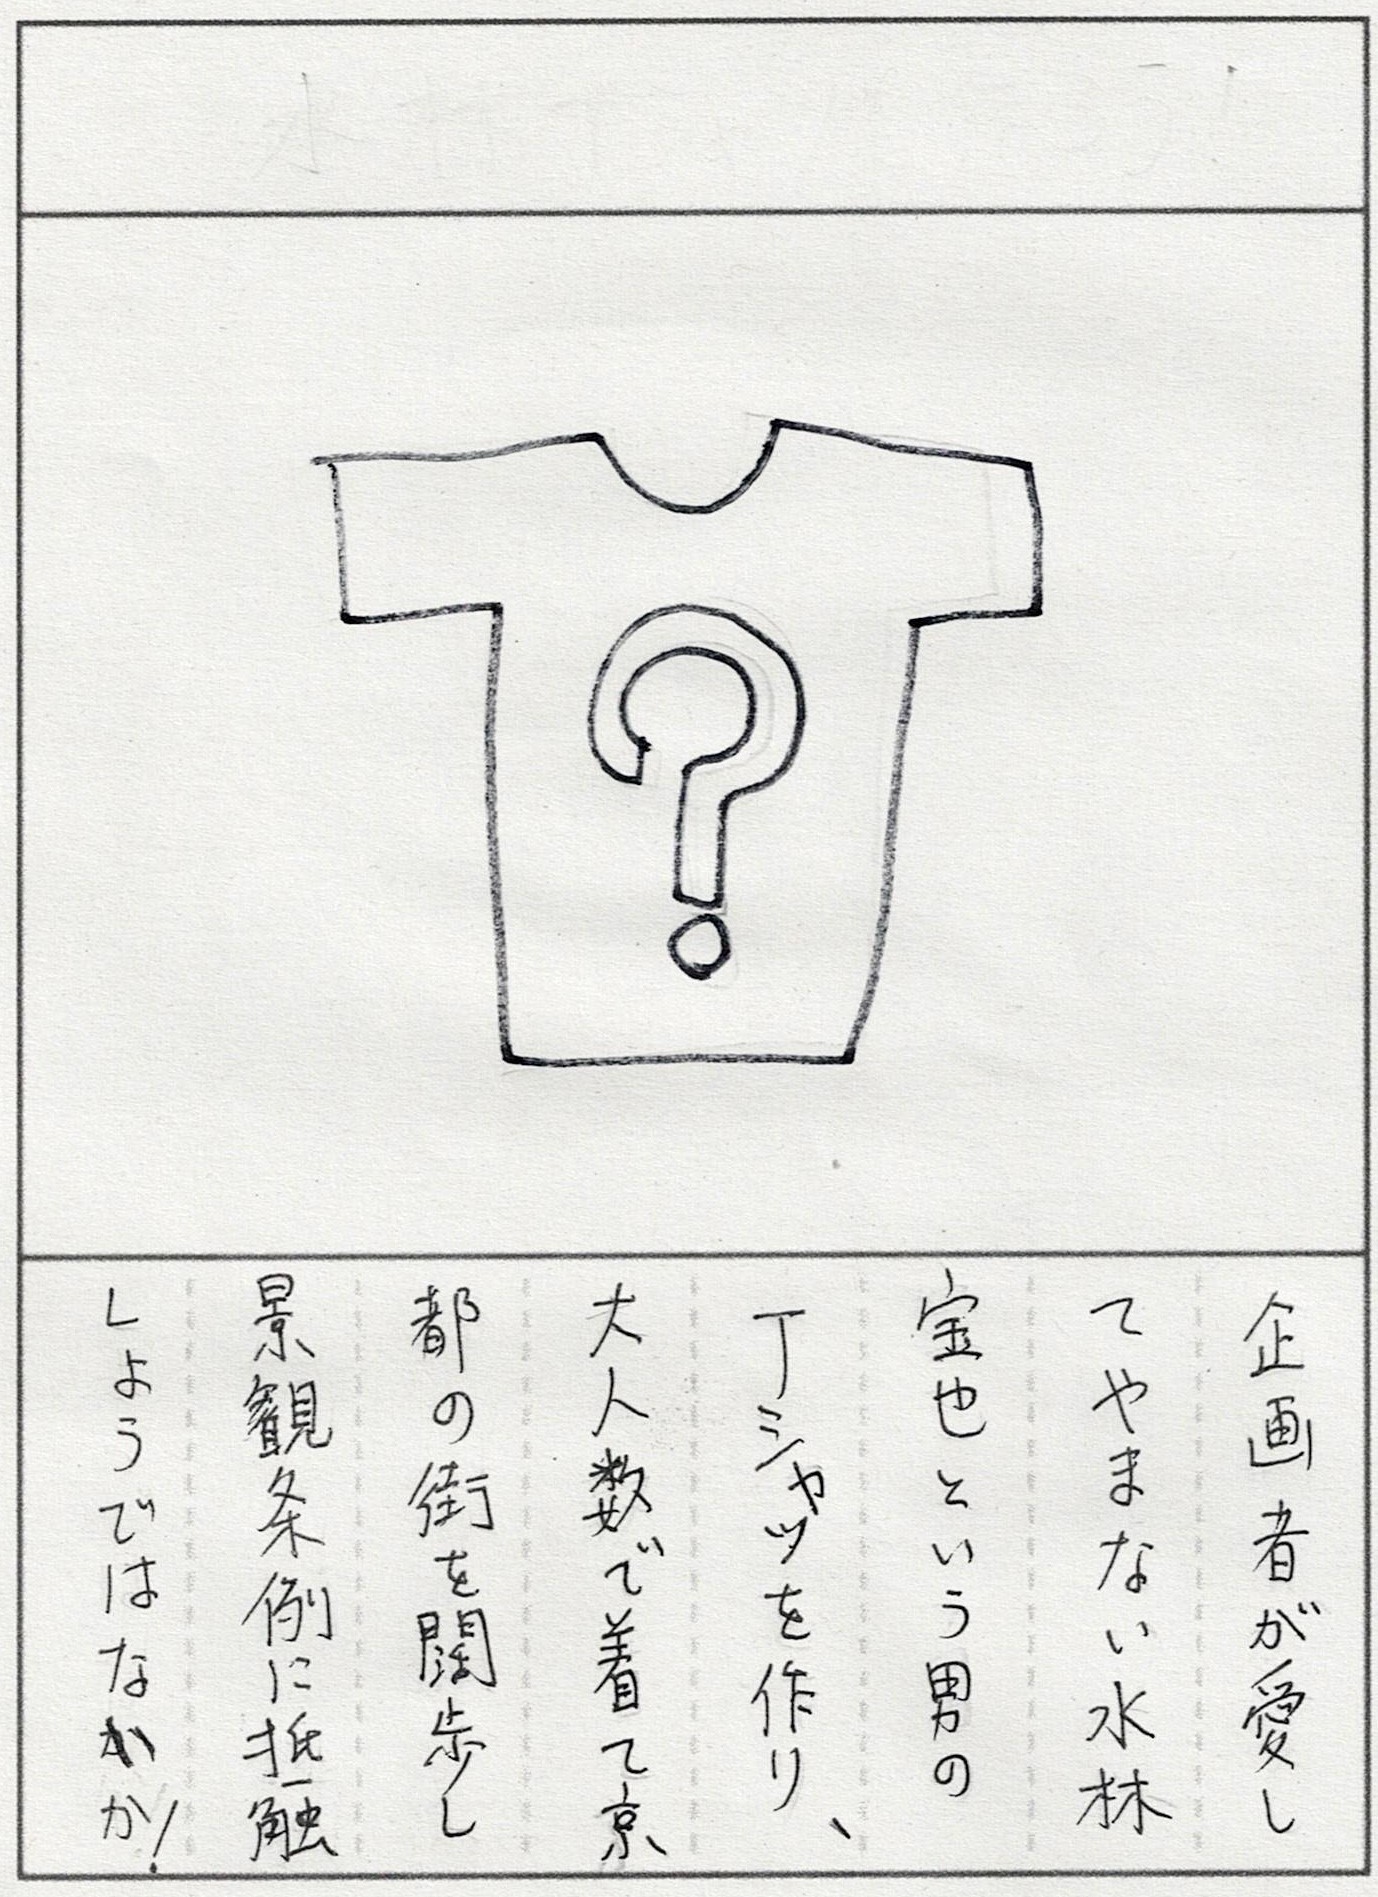 ?
企画者が愛し
てやまない水林
宝也という男の
Tシャツを作り、
大人数で着て京
都の街を闊歩し
景観条例に抵触
しようではなかか!